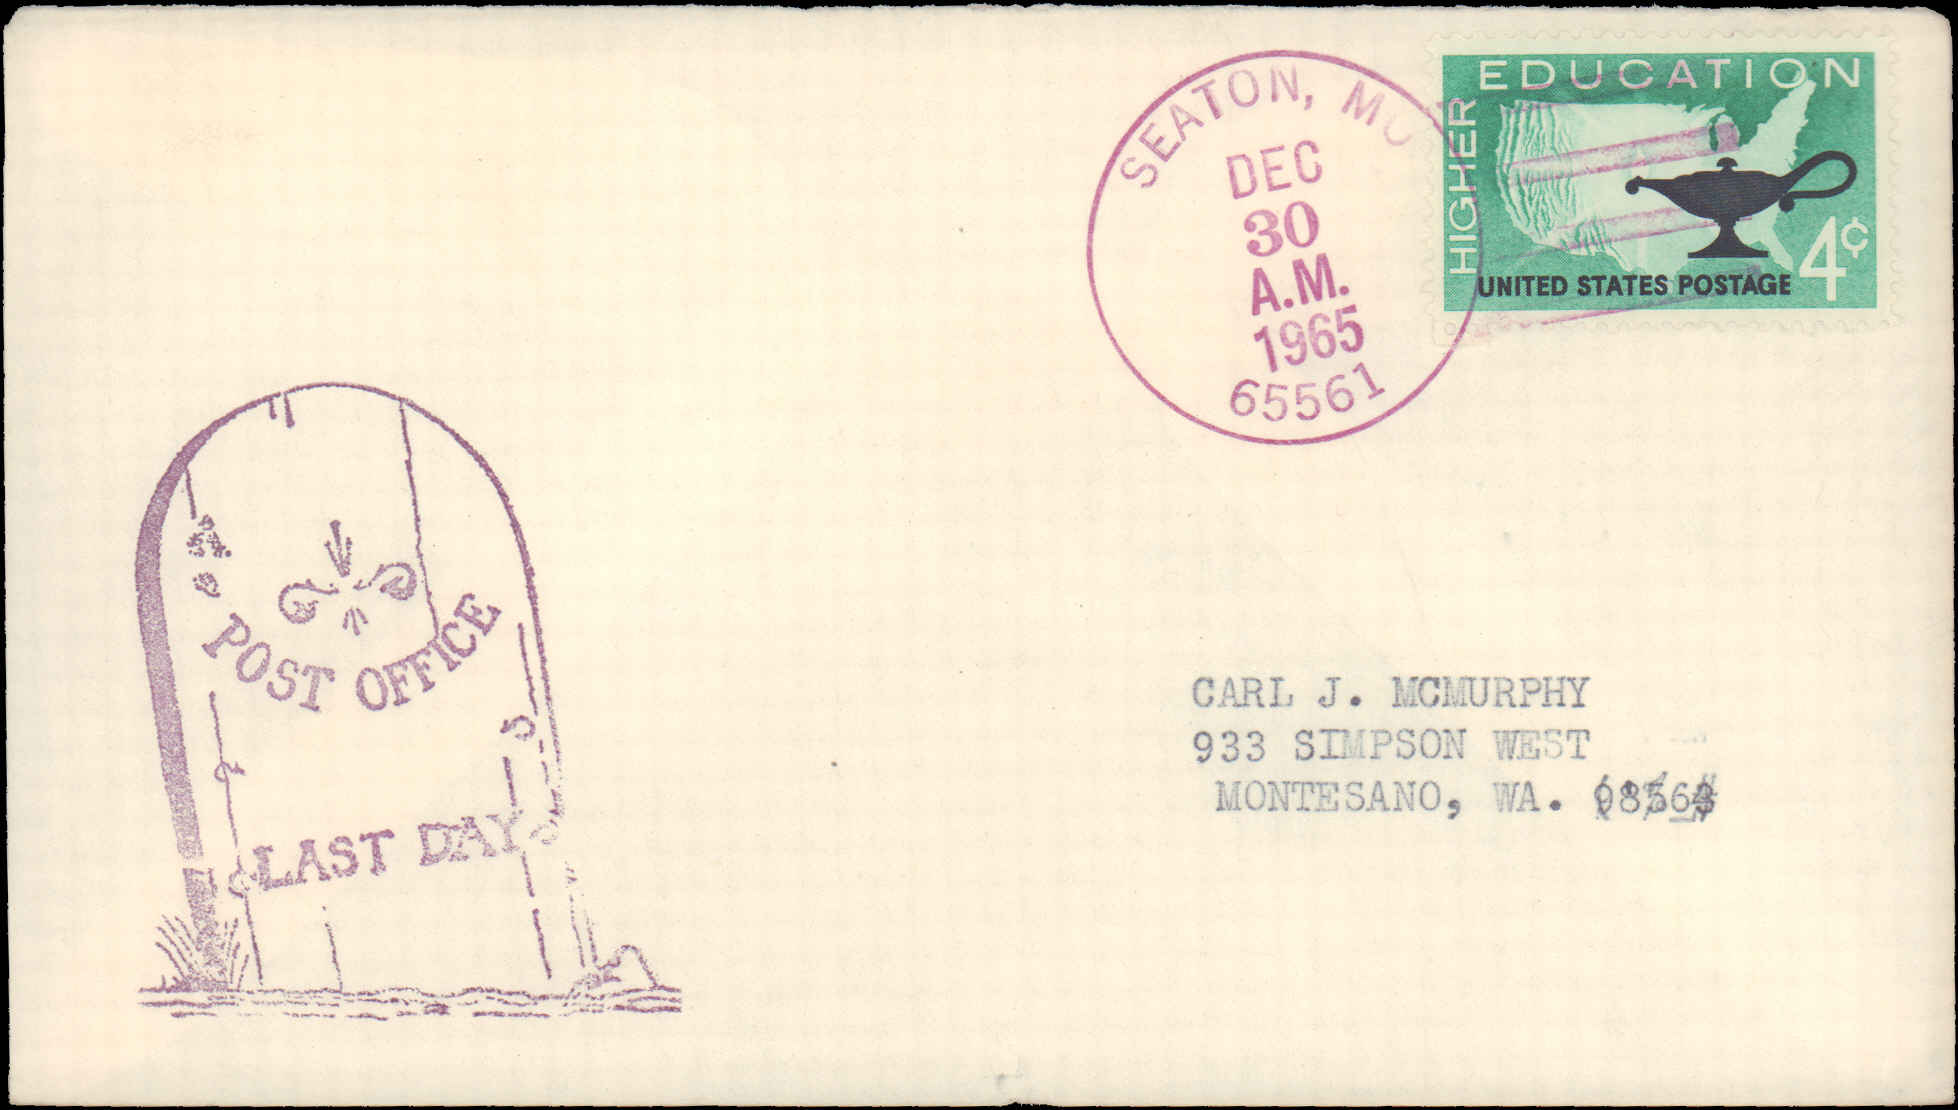 SEATON, MO
DEC
30
A.M.
1965
65561
HIGHER EDUCATION
4¢
UNITED STATES POSTAGE
POST OFFICE
LAST DAY
CARL J. MCMURPHY
933 SIMPSON WEST
MONTESANO, WA.